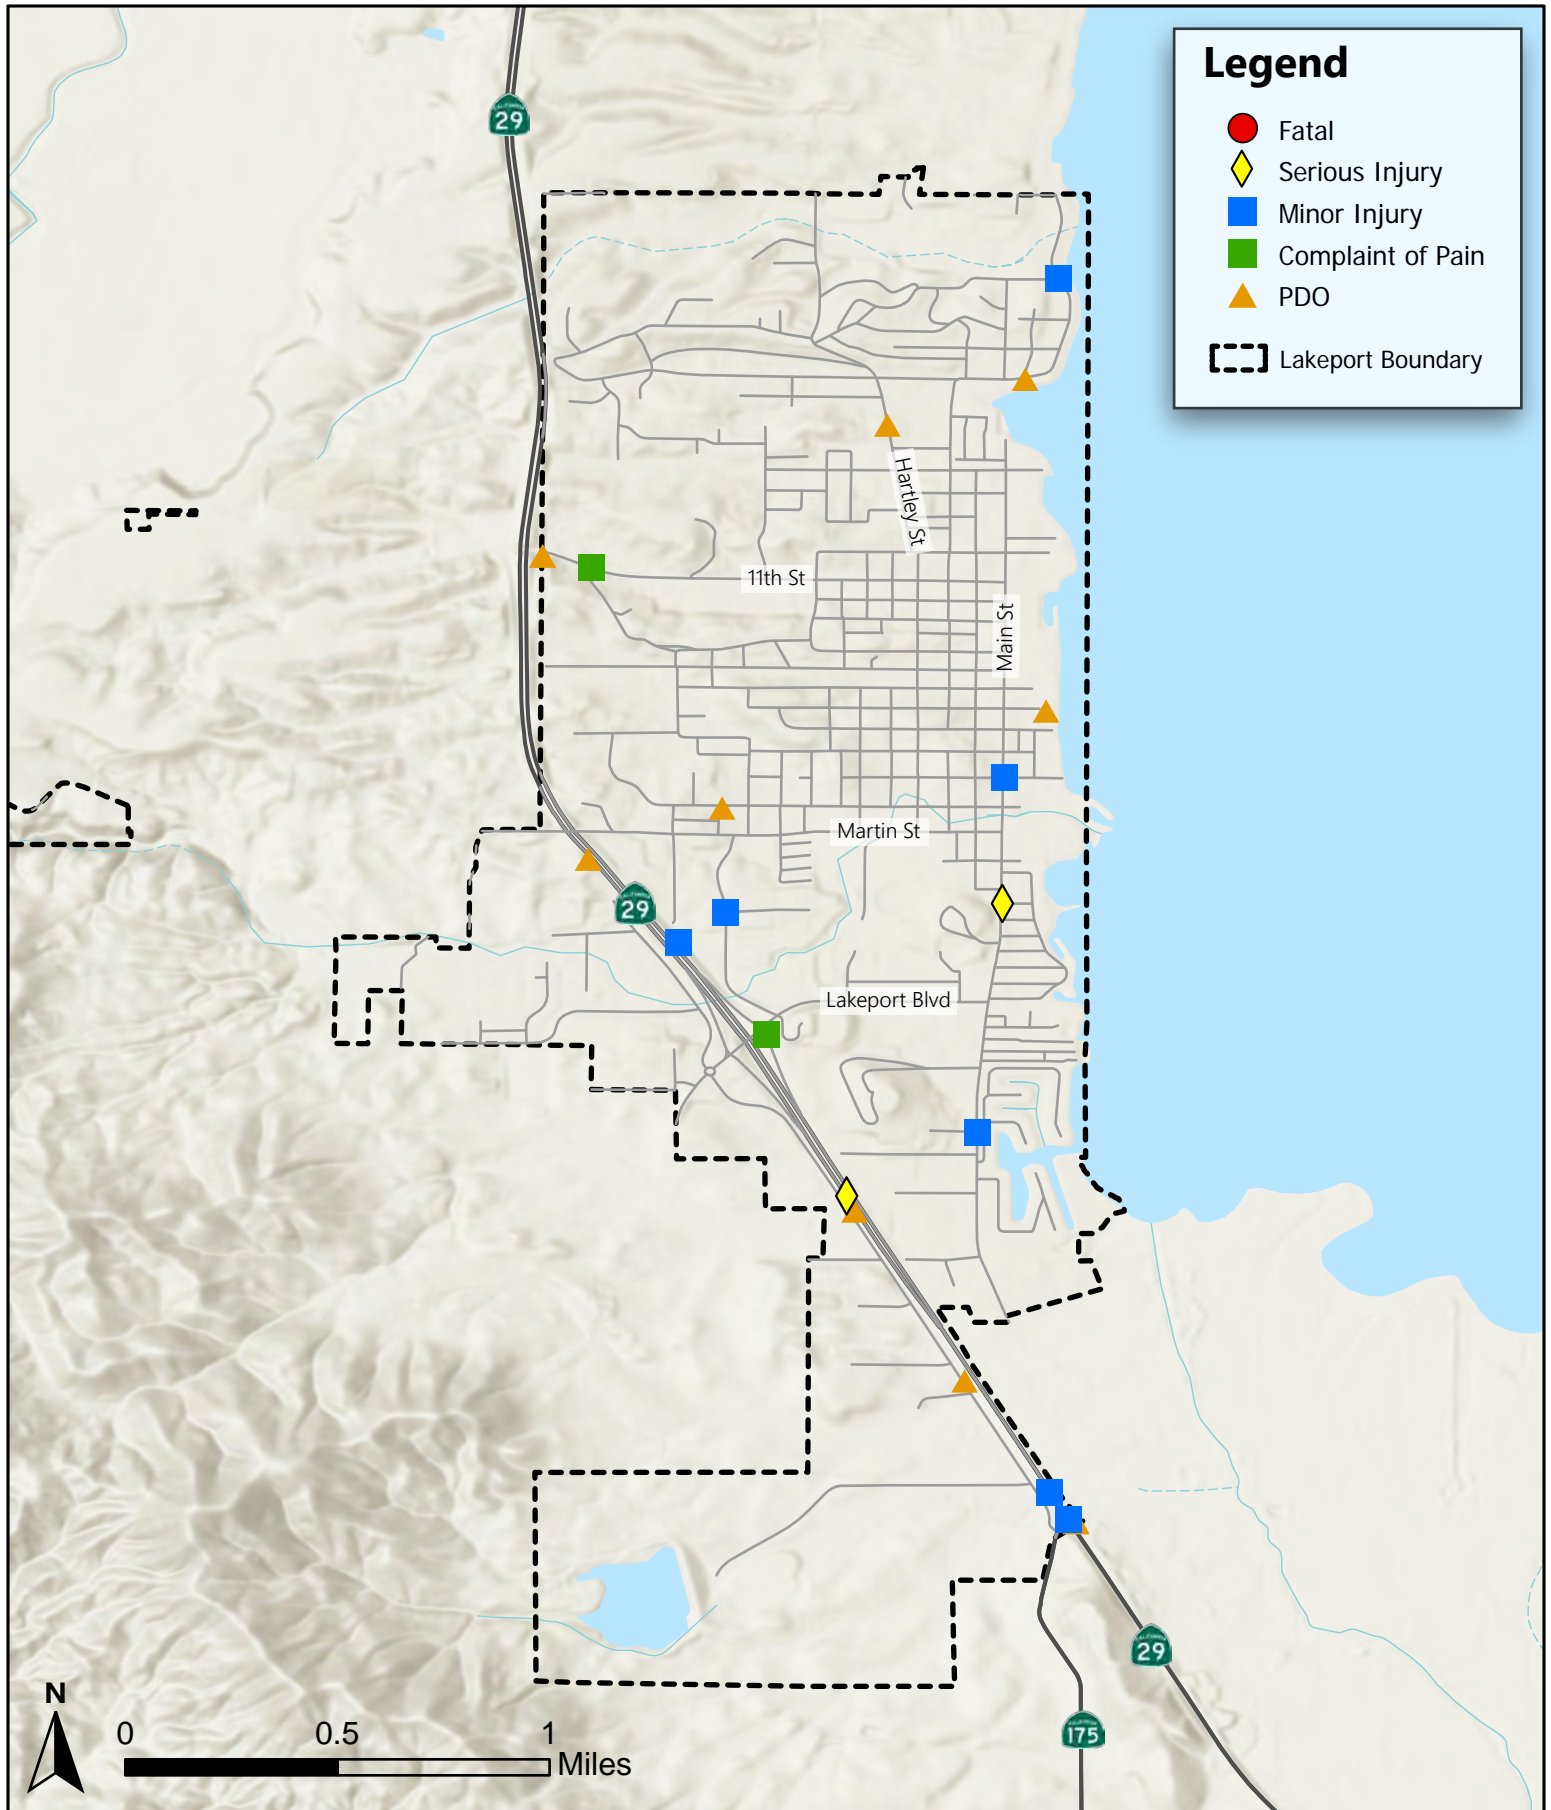 Legend
Fatal
Serious Injury
Minor Injury
Complaint of Pain
PDO
Lakeport Boundary
29
Hartley St
11th St
Main St
Martin St
29
Lakeport Blvd
29
175
N
0 0.5 1
Miles